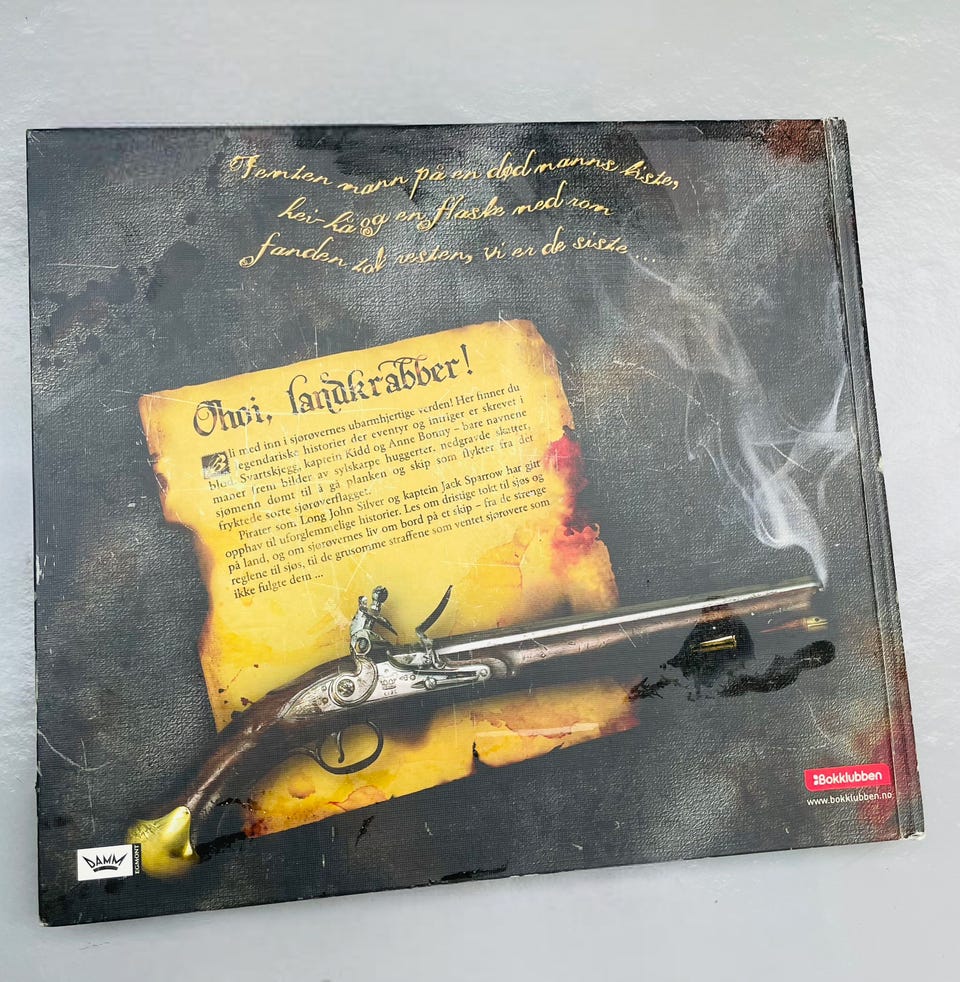 Femten mann på en død manns kiste,
hei-hå og en flaske med rom
fanden tok resten, vi er de siste ...
Ohoi, landkrabber!
Bli med inn i sjørøvernes ubarmhjertige verden! Her finner du
legendariske historier der eventyr og intriger er skrevet i
blod. Svartskjegg, kaptein Kidd og Anne Bonny – bare navnene
maner frem bilder av sylskarpe huggerter, nedgravde skatter,
sjømenn dømt til å gå planken og skip som flykter fra det
fryktede sorte sjørøverflagget.
Pirater som Long John Silver og kaptein Jack Sparrow har gitt
opphav til uforglemmelige historier. Les om dristige tokt til sjøs og
på land, og om sjørøvernes liv om bord på et skip – fra de strenge
reglene til sjøs, til de grusomme straffene som ventet sjørøvere som
ikke fulgte dem ...
Bokklubben
www.bokklubben.no
DAMM
EGMONT